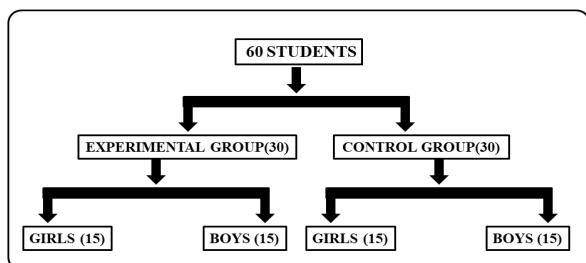 60 STUDENTS
EXPERIMENTAL GROUP(30)
CONTROL GROUP(30)
GIRLS (15)
BOYS (15)
GIRLS (15)
BOYS (15)